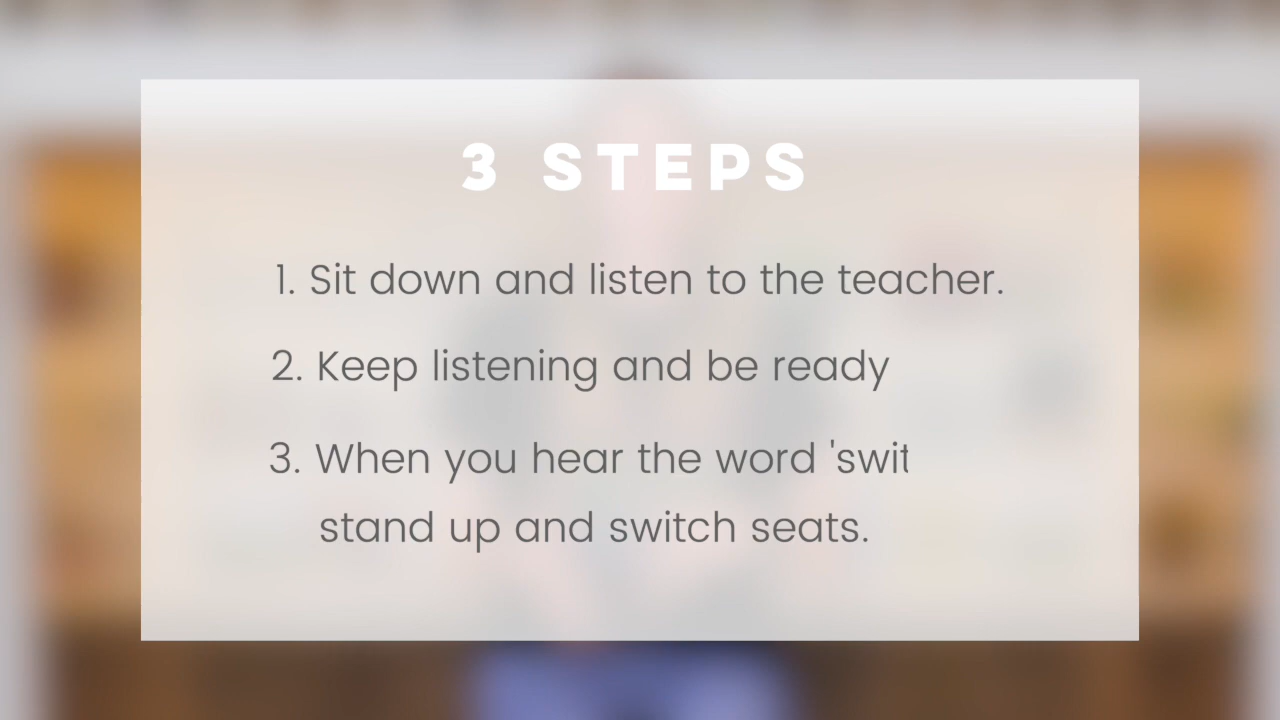 3 STEPS
1. Sit down and listen to the teacher.
2. Keep listening and be ready
3. When you hear the word 'swit
stand up and switch seats.